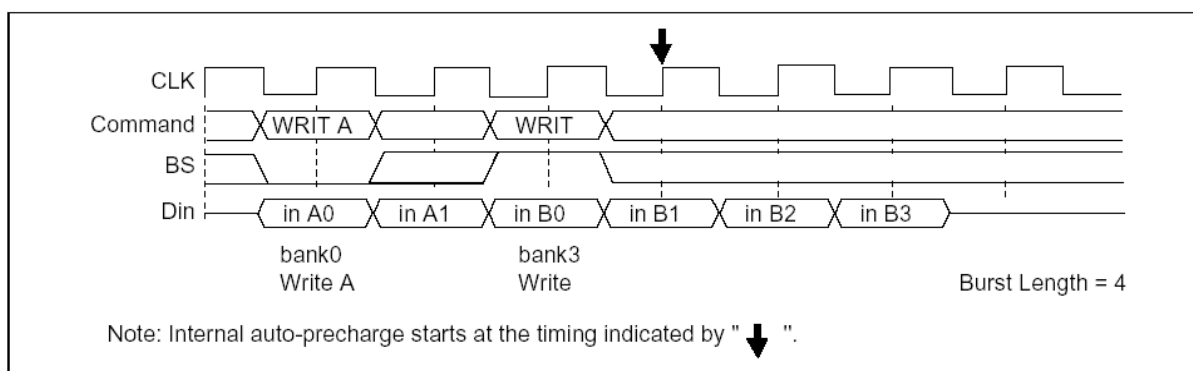 CLK
Command WRIT A WRIT
BS
Din in A0 in A1 in B0 in B1 in B2 in B3
bank0 bank3
Write A Write Burst Length = 4
Note: Internal auto-precharge starts at the timing indicated by " ".